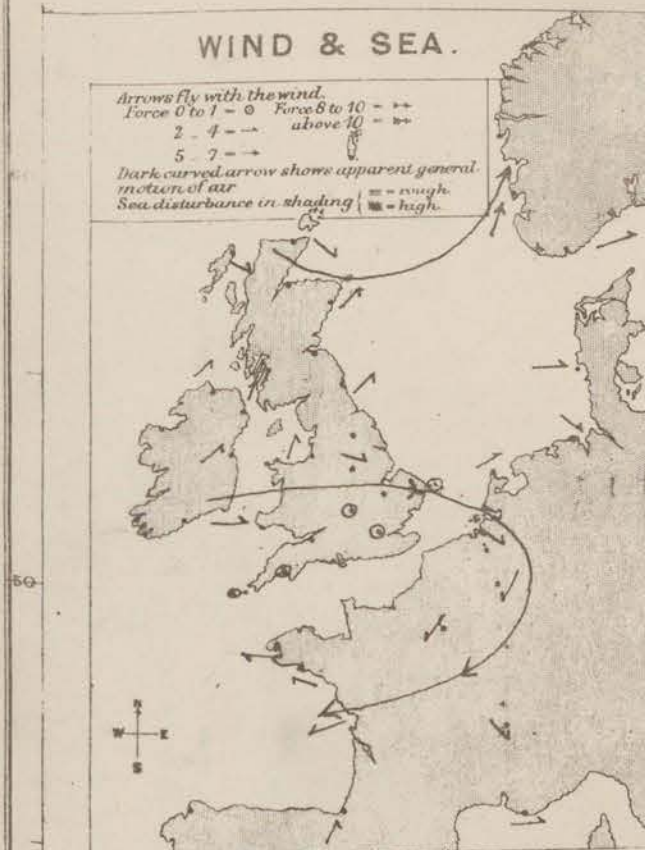 WIND & SEA.
Arrows fly with the wind.
Force 0 to 1 = ⊙ Force 8 to 10 = ↠
2 _ 4 = → above 10 = ↠
5 _ 7 = →
Dark curved arrow shows apparent general
motion of air
Sea disturbance in shading { = rough
= high.
50
N
W E
S